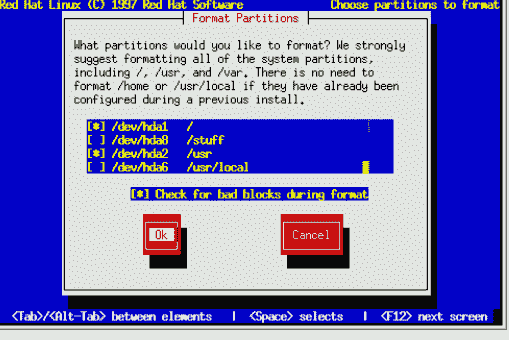 Red Hat Linux (C) 1997 Red Hat Software Choose partitions to format
Format Partitions
What partitions would you like to format? We strongly
suggest formatting all of the system partitions,
including /, /usr, and /var. There is no need to
format /home or /usr/local if they have already been
configured during a previous install.
[*] /dev/hda1 /
[ ] /dev/hda8 /stuff
[*] /dev/hda2 /usr
[ ] /dev/hda6 /usr/local
[*] Check for bad blocks during format
Ok Cancel
<Tab>/<Alt-Tab> between elements | <Space> selects | <F12> next screen